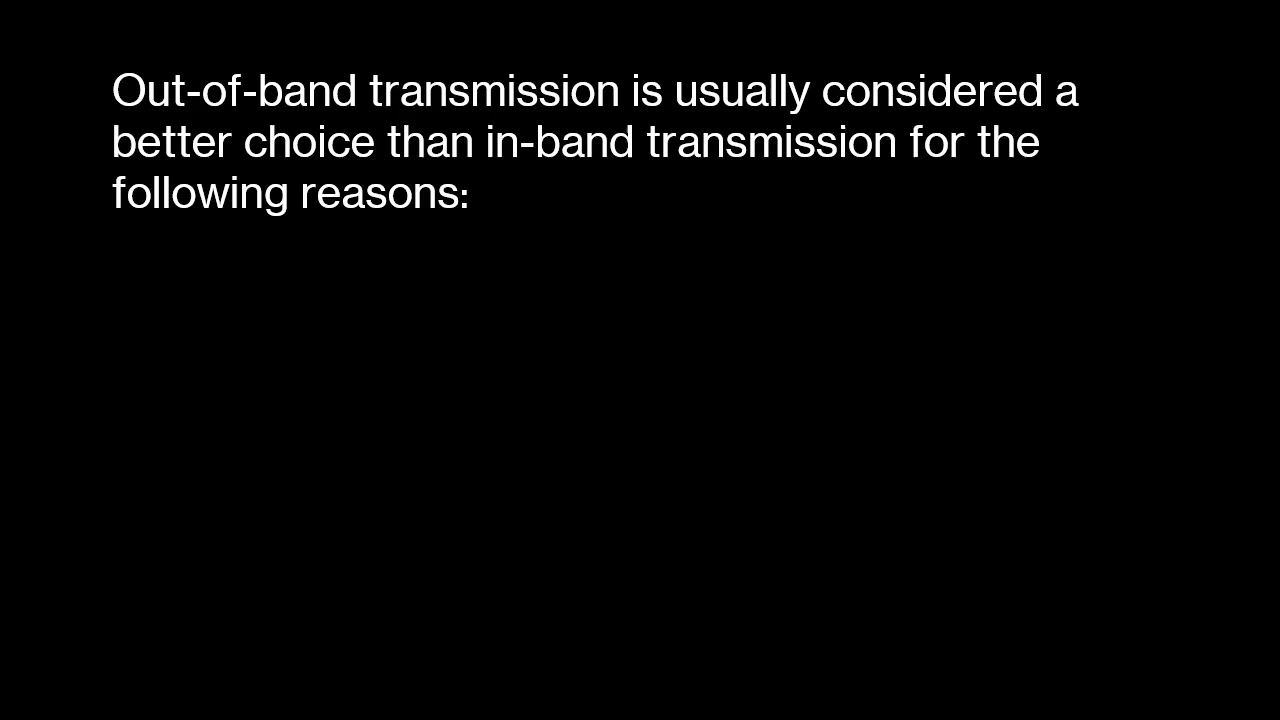 Out-of-band transmission is usually considered a
better choice than in-band transmission for the
following reasons: